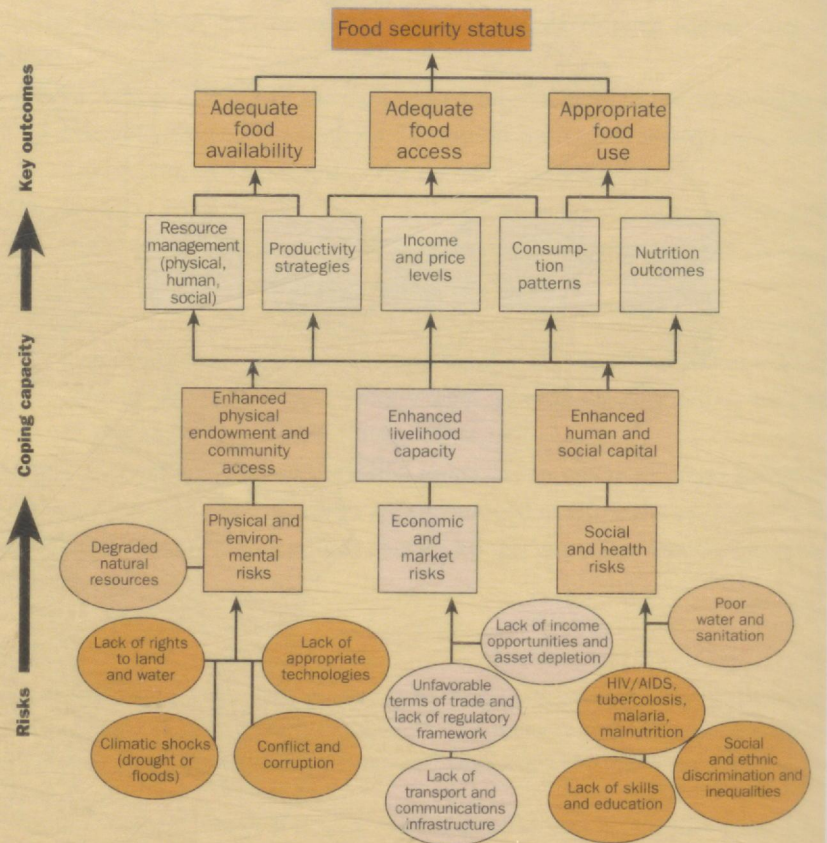 Food security status
Key outcomes
Adequate
food
availability
Adequate
food
access
Appropriate
food
use
Resource
management
(physical,
human,
social)
Productivity
strategies
Income
and price
levels
Consump-
tion
patterns
Nutrition
outcomes
Coping capacity
Enhanced
physical
endowment and
community
access
Enhanced
livelihood
capacity
Enhanced
human and
social capital
Risks
Physical and
environ-
mental
risks
Economic
and
market
risks
Social
and health
risks
Degraded
natural
resources
Lack of rights
to land
and water
Lack of
appropriate
technologies
Climatic shocks
(drought or
floods)
Conflict and
corruption
Lack of income
opportunities and
asset depletion
Unfavorable
terms of trade and
lack of regulatory
framework
Lack of
transport and
communications
infrastructure
Poor
water and
sanitation
HIV/AIDS,
tubercolosis,
malaria,
malnutrition
Social
and ethnic
discrimination and
inequalities
Lack of skills
and education